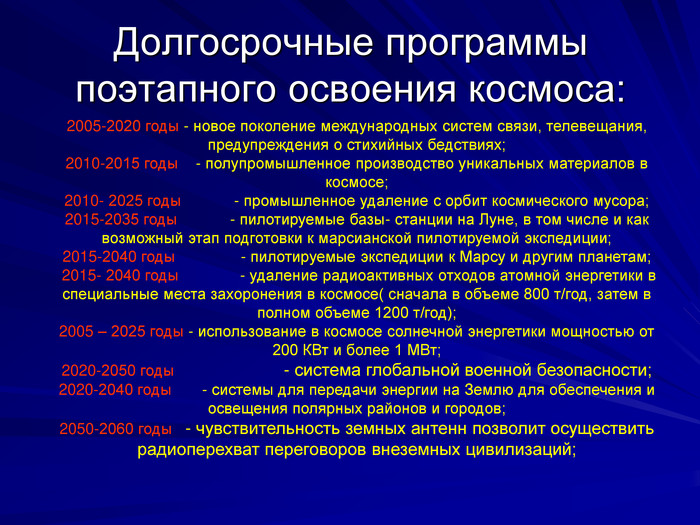 Долгосрочные программы
поэтапного освоения космоса:
2005-2020 годы - новое поколение международных систем связи, телевещания,
предупреждения о стихийных бедствиях;
2010-2015 годы - полупромышленное производство уникальных материалов в
космосе;
2010- 2025 годы - промышленное удаление с орбит космического мусора;
2015-2035 годы - пилотируемые базы- станции на Луне, в том числе и как
возможный этап подготовки к марсианской пилотируемой экспедиции;
2015-2040 годы - пилотируемые экспедиции к Марсу и другим планетам;
2015- 2040 годы - удаление радиоактивных отходов атомной энергетики в
специальные места захоронения в космосе( сначала в объеме 800 т/год, затем в
полном объеме 1200 т/год);
2005 – 2025 годы - использование в космосе солнечной энергетики мощностью от
200 КВт и более 1 МВт;
2020-2050 годы - система глобальной военной безопасности;
2020-2040 годы - системы для передачи энергии на Землю для обеспечения и
освещения полярных районов и городов;
2050-2060 годы - чувствительность земных антенн позволит осуществить
радиоперехват переговоров внеземных цивилизаций;